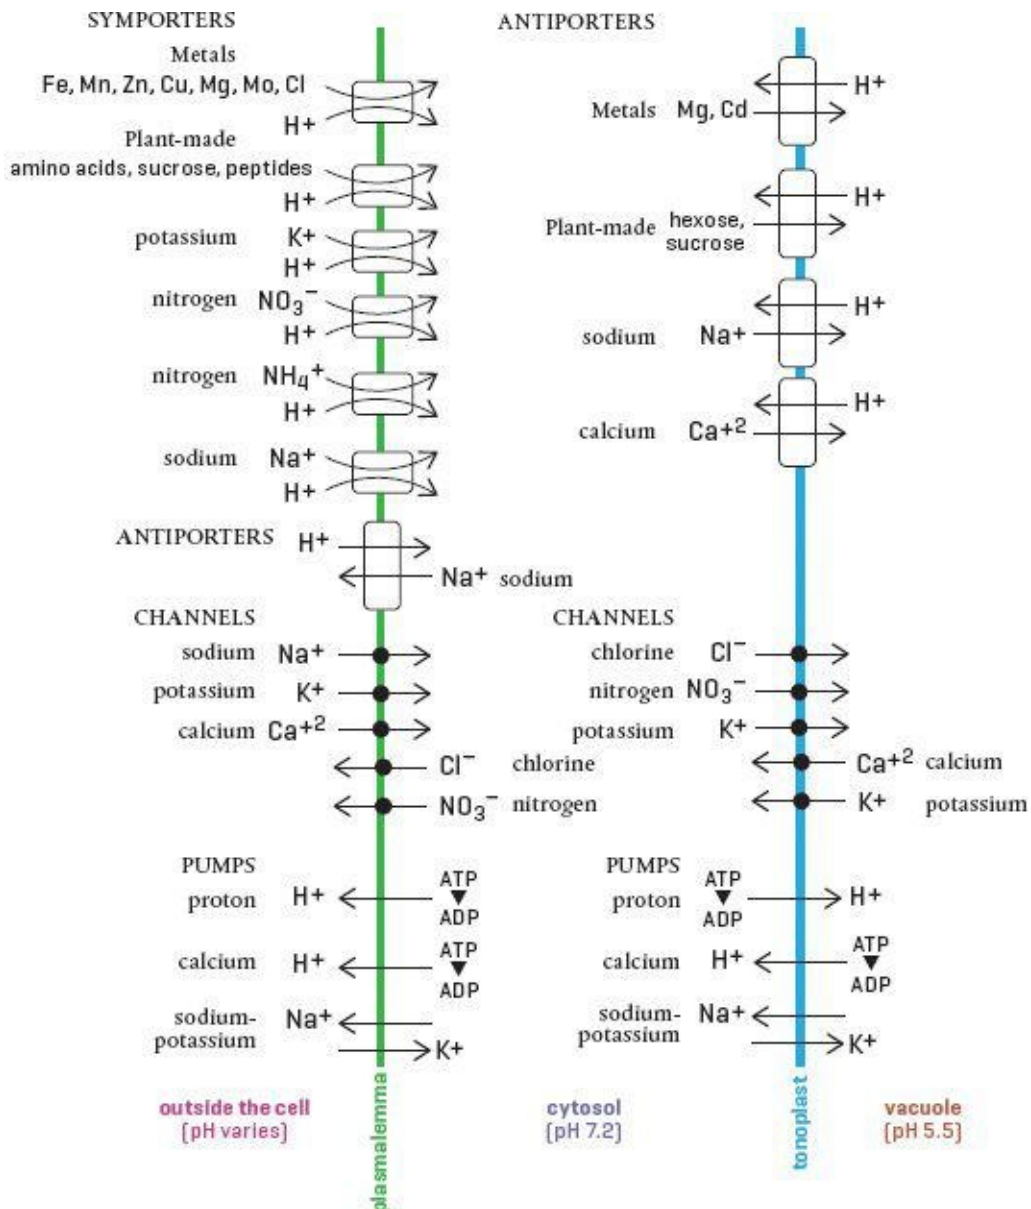 SYMPORTERS
Metals
Fe, Mn, Zn, Cu, Mg, Mo, Cl
H+
Plant-made
amino acids, sucrose, peptides
H+
potassium K+
H+
nitrogen NO3−
H+
nitrogen NH4+
H+
sodium Na+
H+
ANTIPORTERS H+
Na+ sodium
CHANNELS
sodium Na+
potassium K+
calcium Ca+2
Cl− chlorine
NO3− nitrogen
PUMPS
proton H+ ATP
ADP
calcium H+ ATP
ADP
sodium-
potassium Na+
K+
outside the cell
(pH varies)
plasmalemma
ANTIPORTERS
H+
Metals Mg, Cd
H+
Plant-made hexose,
sucrose
H+
sodium Na+
H+
calcium Ca+2
CHANNELS
chlorine Cl−
nitrogen NO3−
potassium K+
Ca+2 calcium
K+ potassium
PUMPS
proton ATP H+
ADP
calcium H+ ATP
ADP
sodium-
potassium Na+
K+
cytosol
(pH 7.2)
tonoplast
vacuole
(pH 5.5)